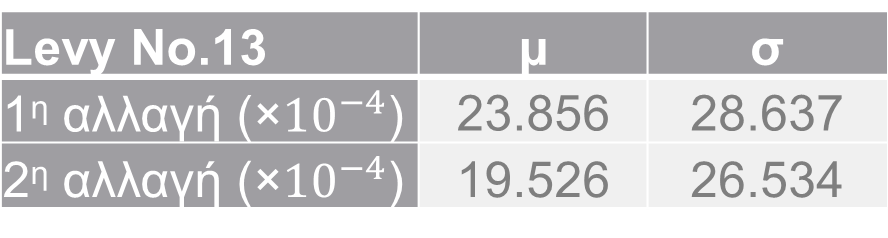 Levy No.13 μ σ
1η αλλαγή (×10⁻⁴) 23.856 28.637
2η αλλαγή (×10⁻⁴) 19.526 26.534